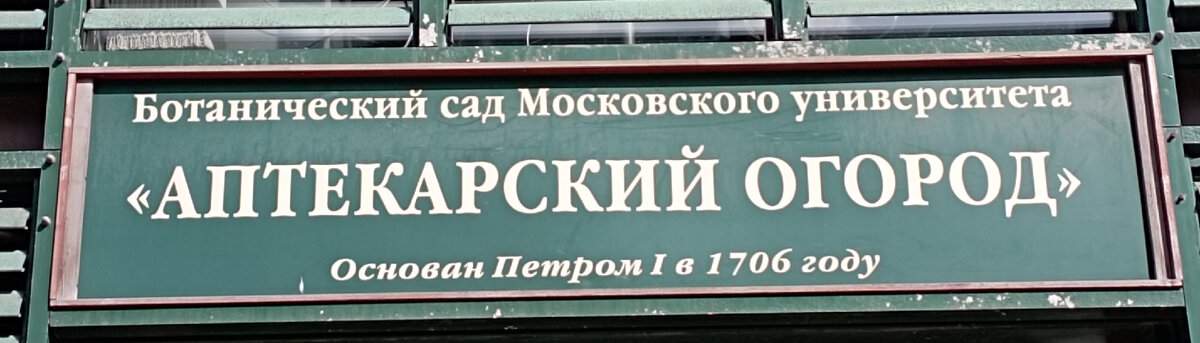 Ботанический сад Московского университета
«АПТЕКАРСКИЙ ОГОРОД»
Основан Петром I в 1706 году